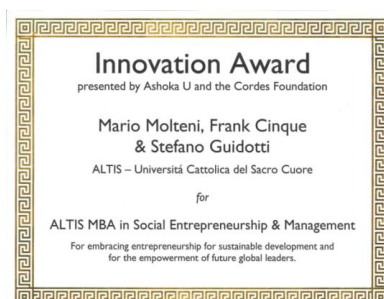 Innovation Award
presented by Ashoka U and the Cordes Foundation
Mario Molteni, Frank Cinque
& Stefano Guidotti
ALTIS – Universitá Cattolica del Sacro Cuore
for
ALTIS MBA in Social Entrepreneurship & Management
For embracing entrepreneurship for sustainable development and
for the empowerment of future global leaders.